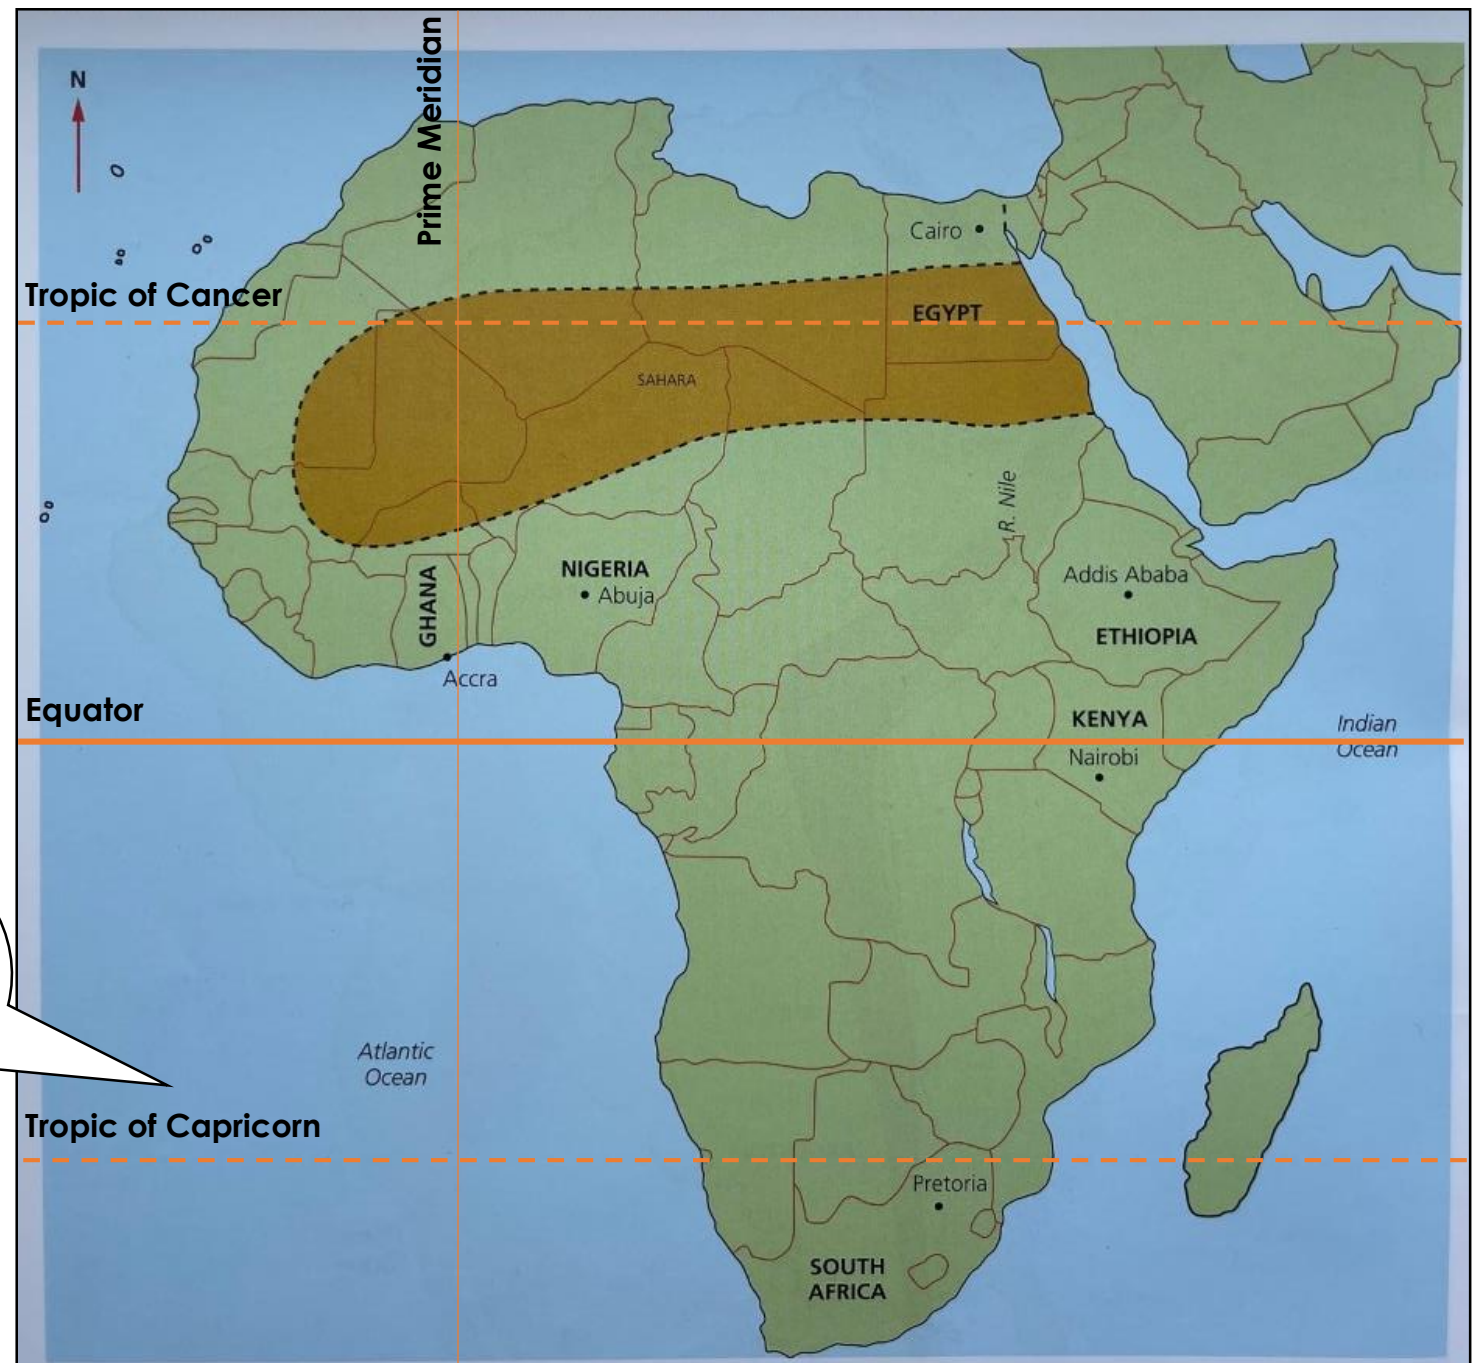 Prime Meridian
N
Cairo
Tropic of Cancer
EGYPT
SAHARA
R. Nile
NIGERIA
Abuja
GHANA
Addis Ababa
ETHIOPIA
Accra
Equator
KENYA
Indian
Ocean
Nairobi
Atlantic
Ocean
Tropic of Capricorn
Pretoria
SOUTH
AFRICA